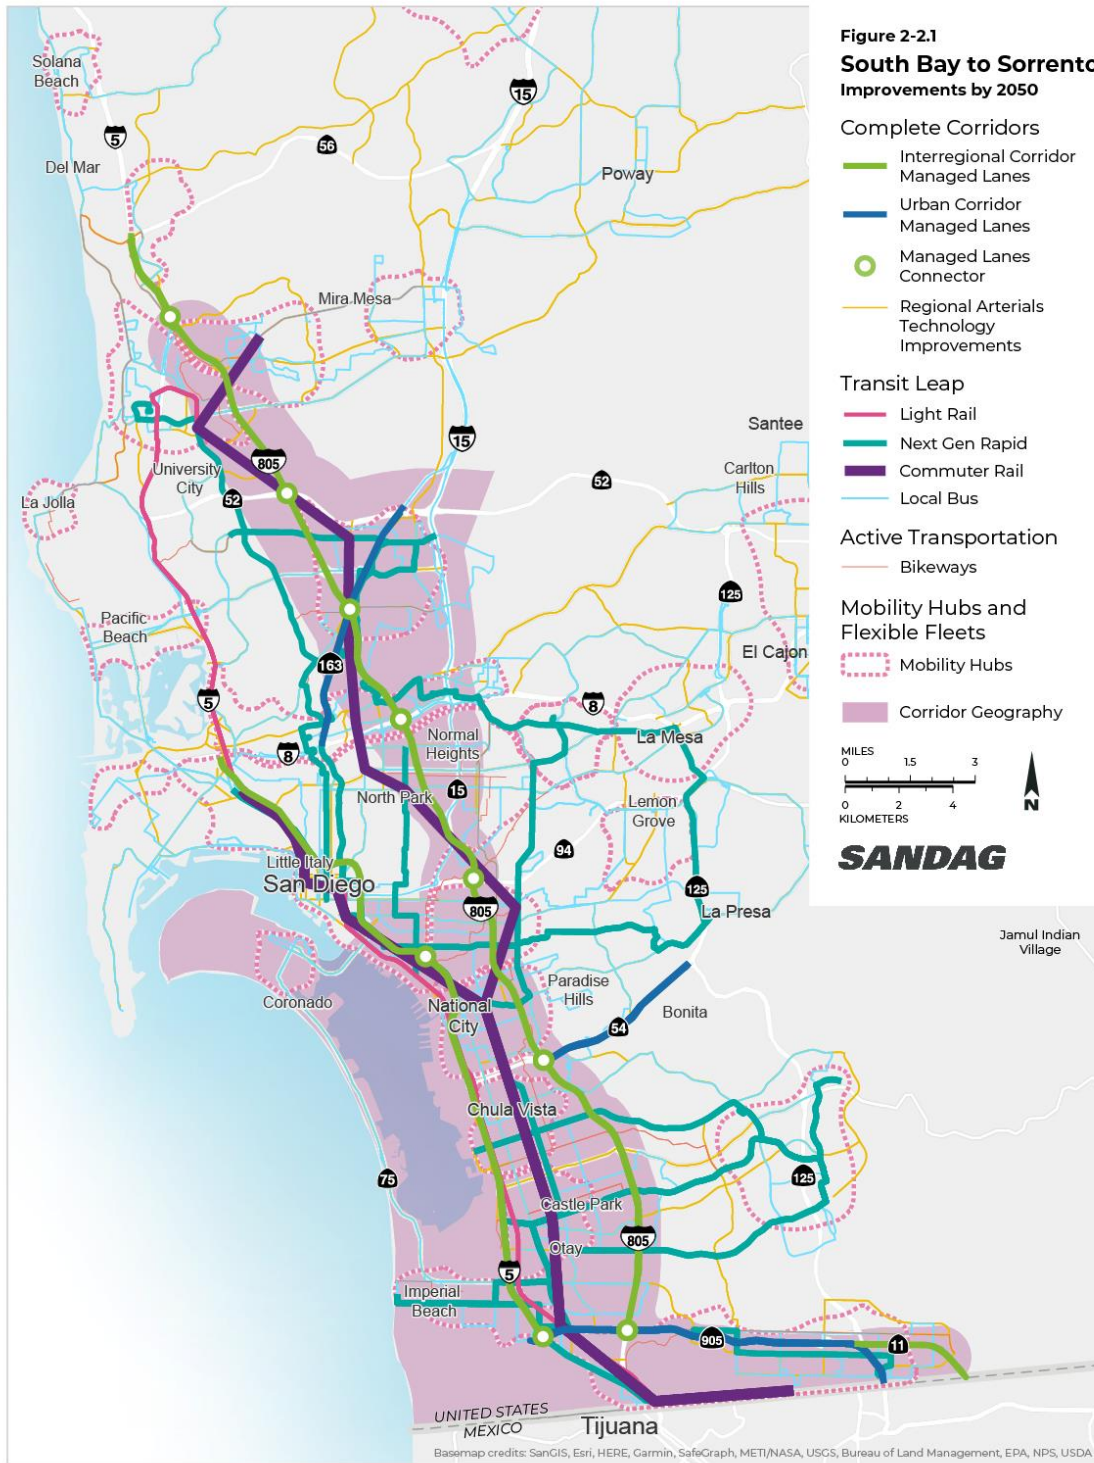 Figure 2-2.1
South Bay to Sorrento
Improvements by 2050
Complete Corridors
Interregional Corridor
Managed Lanes
Urban Corridor
Managed Lanes
Managed Lanes
Connector
Regional Arterials
Technology
Improvements
Transit Leap
Light Rail
Next Gen Rapid
Commuter Rail
Local Bus
Active Transportation
Bikeways
Mobility Hubs and
Flexible Fleets
Mobility Hubs
Corridor Geography
MILES
0 1.5 3
0 2 4
KILOMETERS
N
SANDAG
Solana
Beach
15
5
56
Del Mar
Poway
Mira Mesa
Santee
15
805
University
City
Carlton
Hills
52
52
La Jolla
125
Pacific
Beach
El Cajon
163
5
8
Normal
Heights
La Mesa
8
15
North Park
Lemon
Grove
94
Little Italy
San Diego
125
805
La Presa
Jamul Indian
Village
Paradise
Hills
Coronado
National
City
Bonita
54
Chula Vista
75
125
Castle Park
805
Otay
5
Imperial
Beach
905
11
UNITED STATES
MEXICO
Tijuana
Basemap credits: SanGIS, Esri, HERE, Garmin, SafeGraph, METI/NASA, USGS, Bureau of Land Management, EPA, NPS, USDA